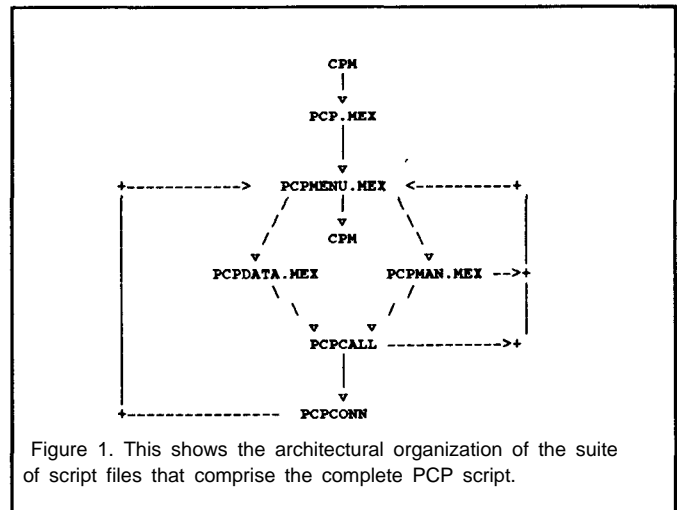 CPM
PCP.MEX
+-----------> PCPMENU.MEX <----------+
CPM
PCPDATA.MEX PCPMAN.MEX -->+
PCPCALL ------------>+
+--------------- PCPCONN
Figure 1. This shows the architectural organization of the suite
of script files that comprise the complete PCP script.